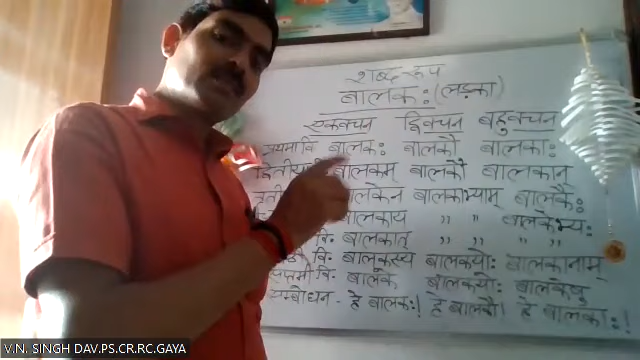 शब्द रूप
बालकः (लड़का)
एकवचन द्विवचन बहुवचन
प्रथमा वि बालकः बालकौ बालकाः
बालकम् बालकौ बालकान्
बालकेन बालकाभ्याम् बालकैः
बालकाय ,, ,, बालकेभ्यः
वि: बालकात् ,, ,, ,, ,,
वि: बालकस्य बालकयोः बालकानाम्
सप्तमी वि: बालके बालकयोः बालकेषु
सम्बोधन - हे बालकः! हे बालकौ! हे बालकाः!
V.N. SINGH DAV.PS.CR.RC.GAYA